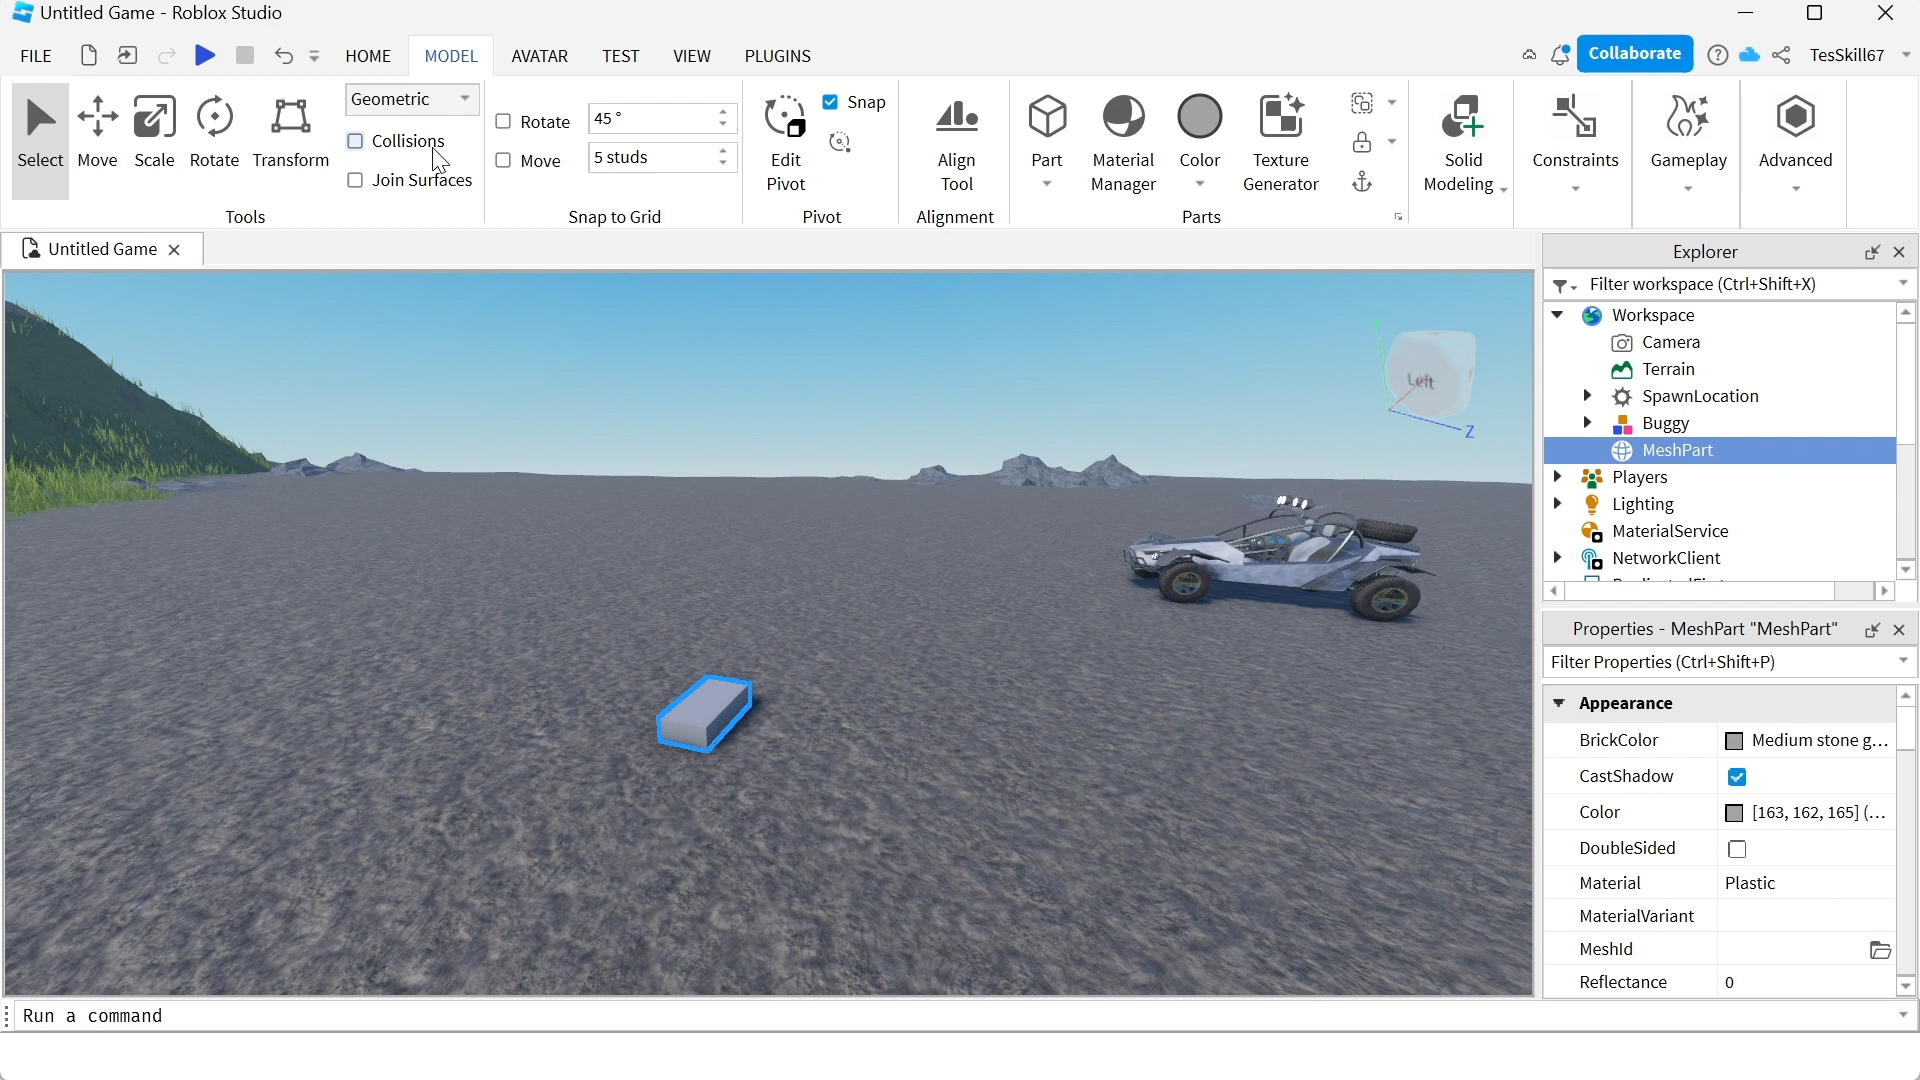 Untitled Game - Roblox Studio
FILE
HOME
MODEL
AVATAR
TEST
VIEW
PLUGINS
Collaborate
TesSkill67
Select
Move
Scale
Rotate
Transform
Geometric
Collisions
Join Surfaces
Tools
Rotate
45 °
Move
5 studs
Snap to Grid
Edit
Pivot
Snap
Pivot
Align
Tool
Alignment
Part
Material
Manager
Color
Texture
Generator
Parts
Solid
Modeling
Constraints
Gameplay
Advanced
Untitled Game
Left
Z
Explorer
Filter workspace (Ctrl+Shift+X)
Workspace
Camera
Terrain
SpawnLocation
Buggy
MeshPart
Players
Lighting
MaterialService
NetworkClient
Properties - MeshPart "MeshPart"
Filter Properties (Ctrl+Shift+P)
Appearance
BrickColor
Medium stone g...
CastShadow
Color
[163, 162, 165] (...
DoubleSided
Material
Plastic
MaterialVariant
MeshId
Reflectance
0
Run a command